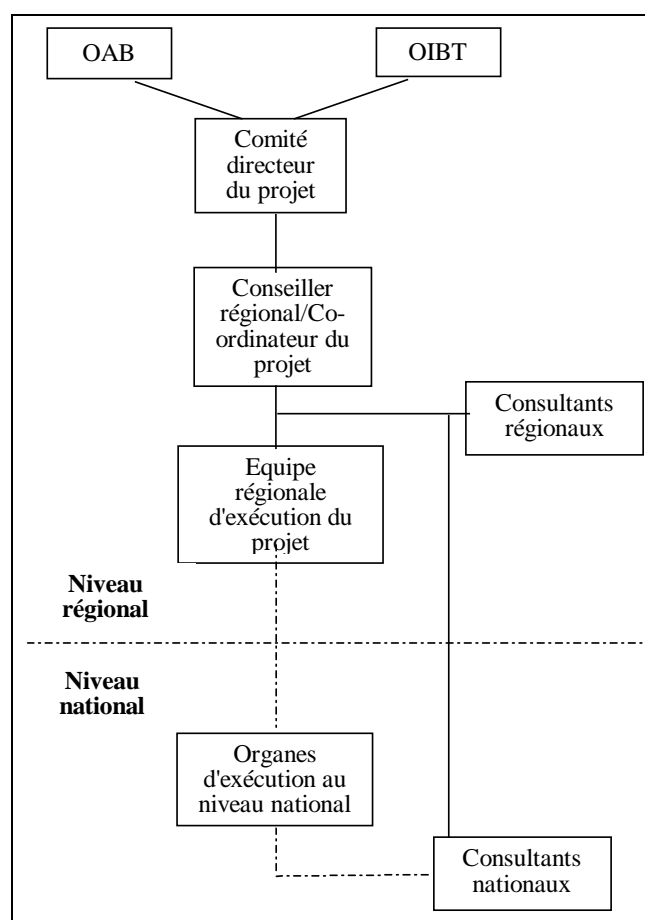 OAB
OIBT
Comité
directeur
du projet
Conseiller
régional/Co-
ordinateur du
projet
Consultants
régionaux
Equipe
régionale
d'exécution du
projet
Niveau
régional
Niveau
national
Organes
d'exécution au
niveau national
Consultants
nationaux